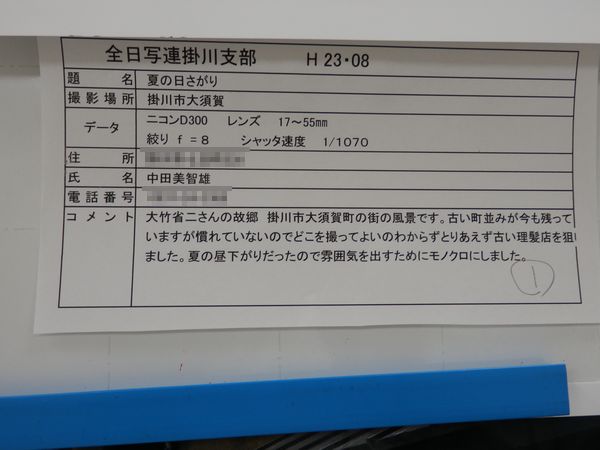 全日写連掛川支部 H 23・08
題名 夏の日さがり
撮影場所 掛川市大須賀
データ ニコンD300 レンズ 17～55mm
絞り f =8 シャッタ速度 1/1070
住所
氏名 中田美智雄
電話番号
コメント 大竹省二さんの故郷 掛川市大須賀町の街の風景です。古い町並みが今も残って
いますが慣れていないのでどこを撮ってよいのわからずとりあえず古い理髪店を狙い
ました。夏の昼下がりだったので雰囲気を出すためにモノクロにしました。
1